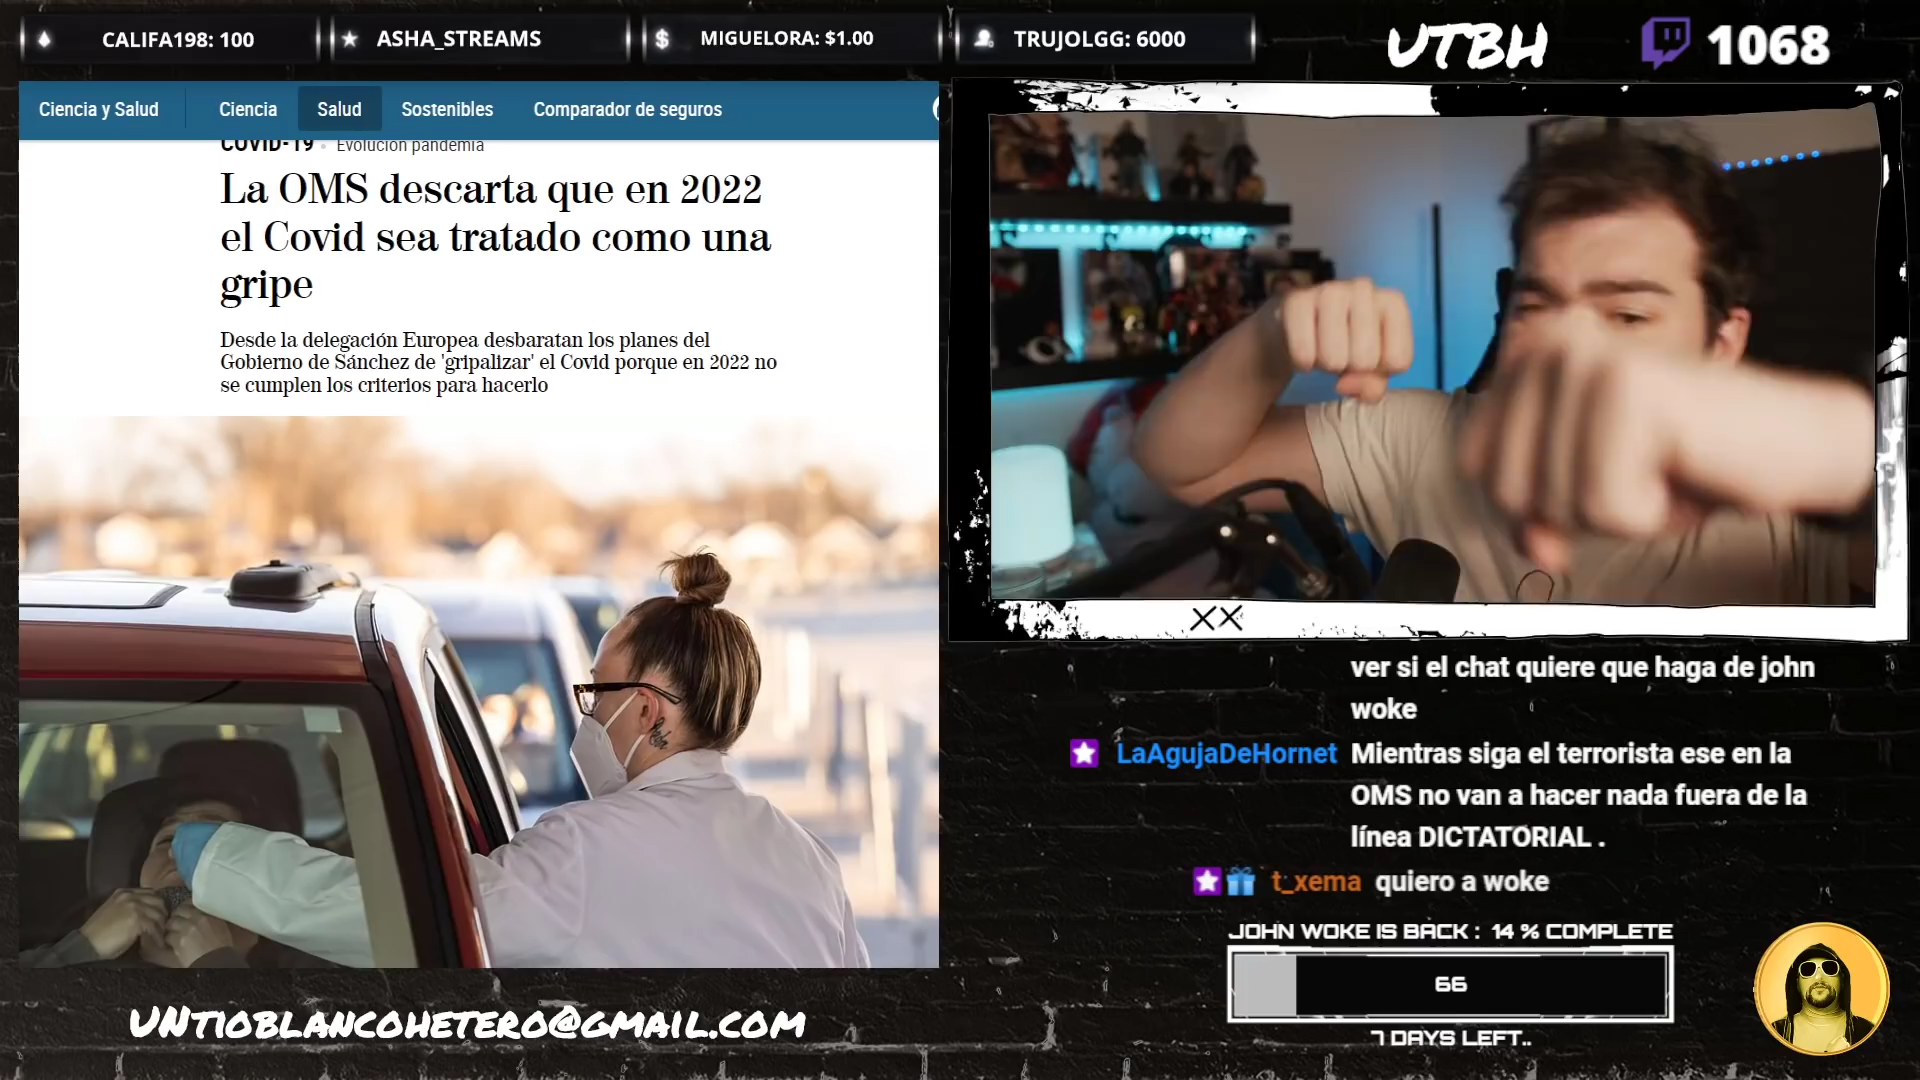 CALIFA198: 100
ASHA_STREAMS
MIGUELORA: $1.00
TRUJOLGG: 6000
UTBH
1068
Ciencia y Salud
Ciencia
Salud
Sostenibles
Comparador de seguros
COVID-19 • Evolución pandemia
La OMS descarta que en 2022
el Covid sea tratado como una
gripe
Desde la delegación Europea desbaratan los planes del
Gobierno de Sánchez de 'gripalizar' el Covid porque en 2022 no
se cumplen los criterios para hacerlo
ver si el chat quiere que haga de john
woke
LaAgujaDeHornet Mientras siga el terrorista ese en la
OMS no van a hacer nada fuera de la
línea DICTATORIAL .
t_xema quiero a woke
JOHN WOKE IS BACK : 14 % COMPLETE
66
7 DAYS LEFT..
UNTIOBLANCOHETERO@GMAIL.COM